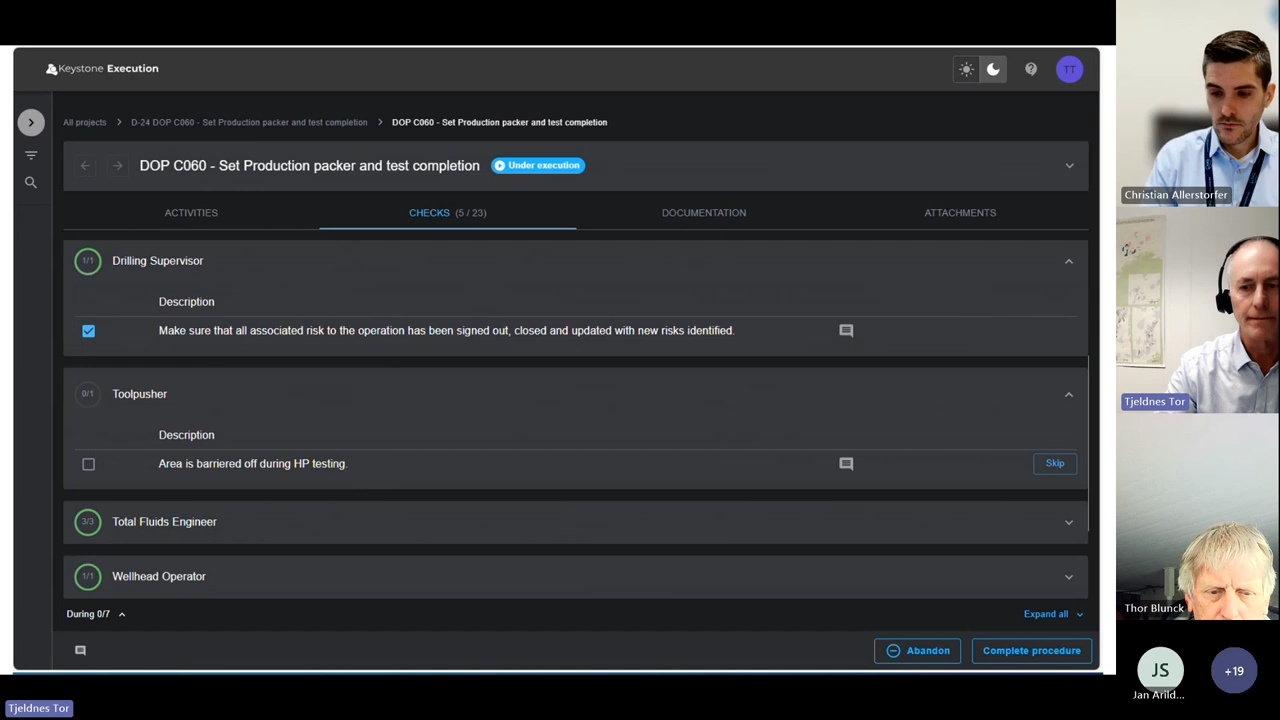 Keystone Execution
TT
All projects > D-24 DOP C060 - Set Production packer and test completion > DOP C060 - Set Production packer and test completion
DOP C060 - Set Production packer and test completion Under execution
ACTIVITIES CHECKS (5 / 23) DOCUMENTATION ATTACHMENTS
1/1 Drilling Supervisor
Description
Make sure that all associated risk to the operation has been signed out, closed and updated with new risks identified.
0/1 Toolpusher
Description
Area is barriered off during HP testing. Skip
3/3 Total Fluids Engineer
1/1 Wellhead Operator
During 0/7 Expand all
Abandon Complete procedure
Tjeldnes Tor
Christian Allerstorfer
Tjeldnes Tor
Thor Blunck
JS +19
Jan Arild...